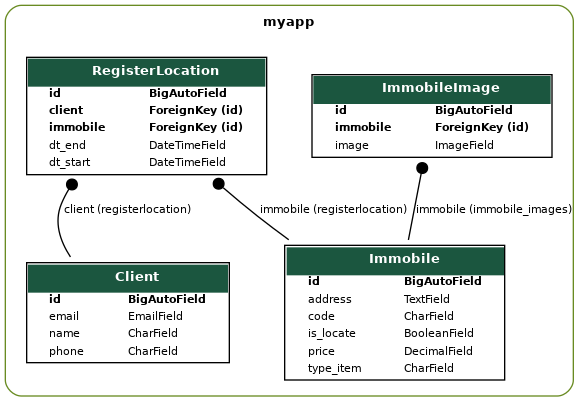 myapp
RegisterLocation
id BigAutoField
client ForeignKey (id)
immobile ForeignKey (id)
dt_end DateTimeField
dt_start DateTimeField
ImmobileImage
id BigAutoField
immobile ForeignKey (id)
image ImageField
client (registerlocation)
immobile (registerlocation)
immobile (immobile_images)
Client
id BigAutoField
email EmailField
name CharField
phone CharField
Immobile
id BigAutoField
address TextField
code CharField
is_locate BooleanField
price DecimalField
type_item CharField